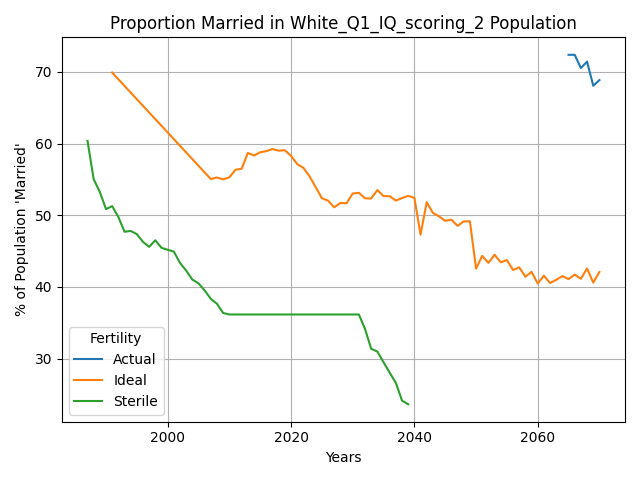 Proportion Married in White_Q1_IQ_scoring_2 Population
% of Population 'Married'
70
60
50
40
30
Fertility
Actual
Ideal
Sterile
2000
2020
2040
2060
Years